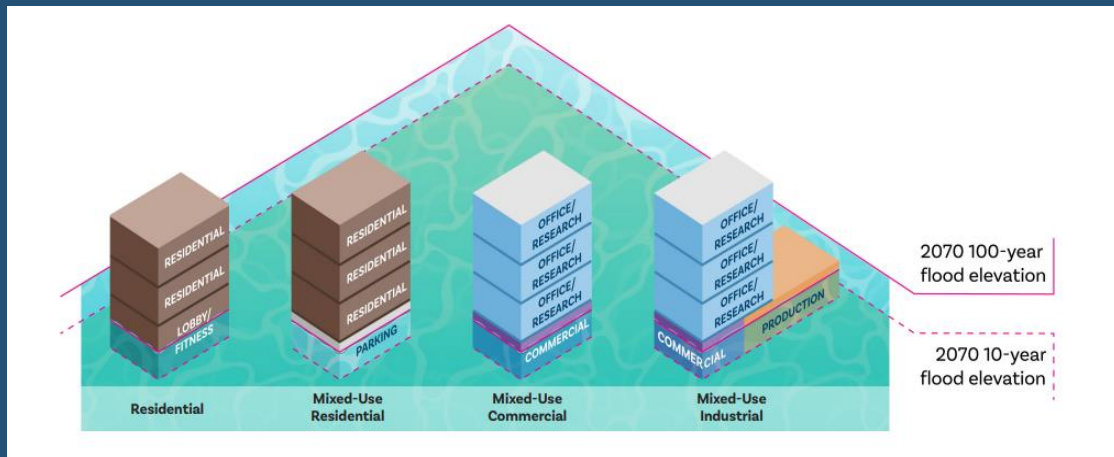 RESIDENTIAL
RESIDENTIAL
LOBBY/
FITNESS
RESIDENTIAL
RESIDENTIAL
RESIDENTIAL
PARKING
OFFICE/
RESEARCH
OFFICE/
RESEARCH
OFFICE/
RESEARCH
COMMERCIAL
OFFICE/
RESEARCH
OFFICE/
RESEARCH
OFFICE/
RESEARCH
COMMERCIAL
PRODUCTION
2070 100-year
flood elevation
2070 10-year
flood elevation
Residential
Mixed-Use
Residential
Mixed-Use
Commercial
Mixed-Use
Industrial